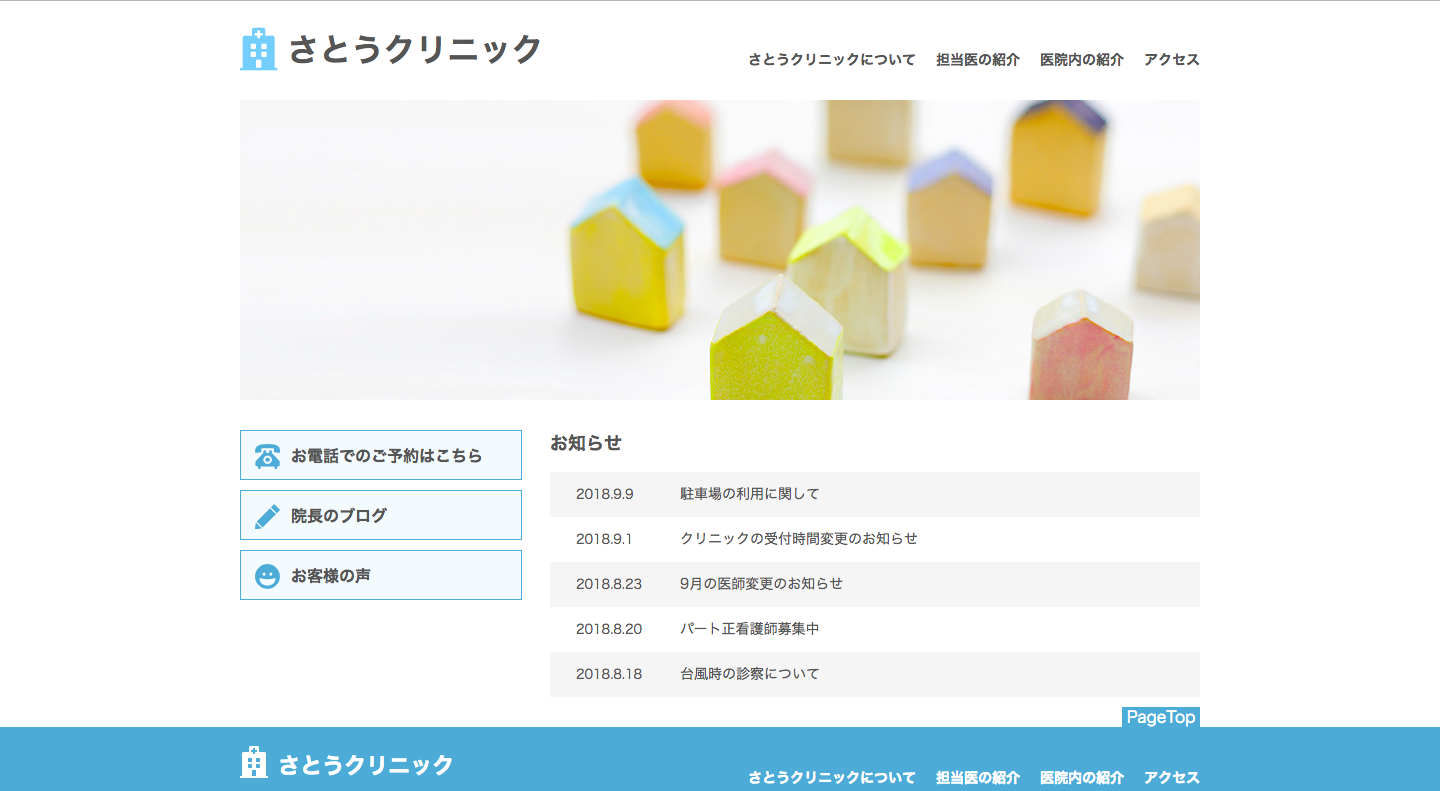 さとうクリニック
さとうクリニックについて 担当医の紹介 医院内の紹介 アクセス
お電話でのご予約はこちら
院長のブログ
お客様の声
お知らせ
2018.9.9 駐車場の利用に関して
2018.9.1 クリニックの受付時間変更のお知らせ
2018.8.23 9月の医師変更のお知らせ
2018.8.20 パート正看護師募集中
2018.8.18 台風時の診察について
PageTop
さとうクリニック
さとうクリニックについて 担当医の紹介 医院内の紹介 アクセス